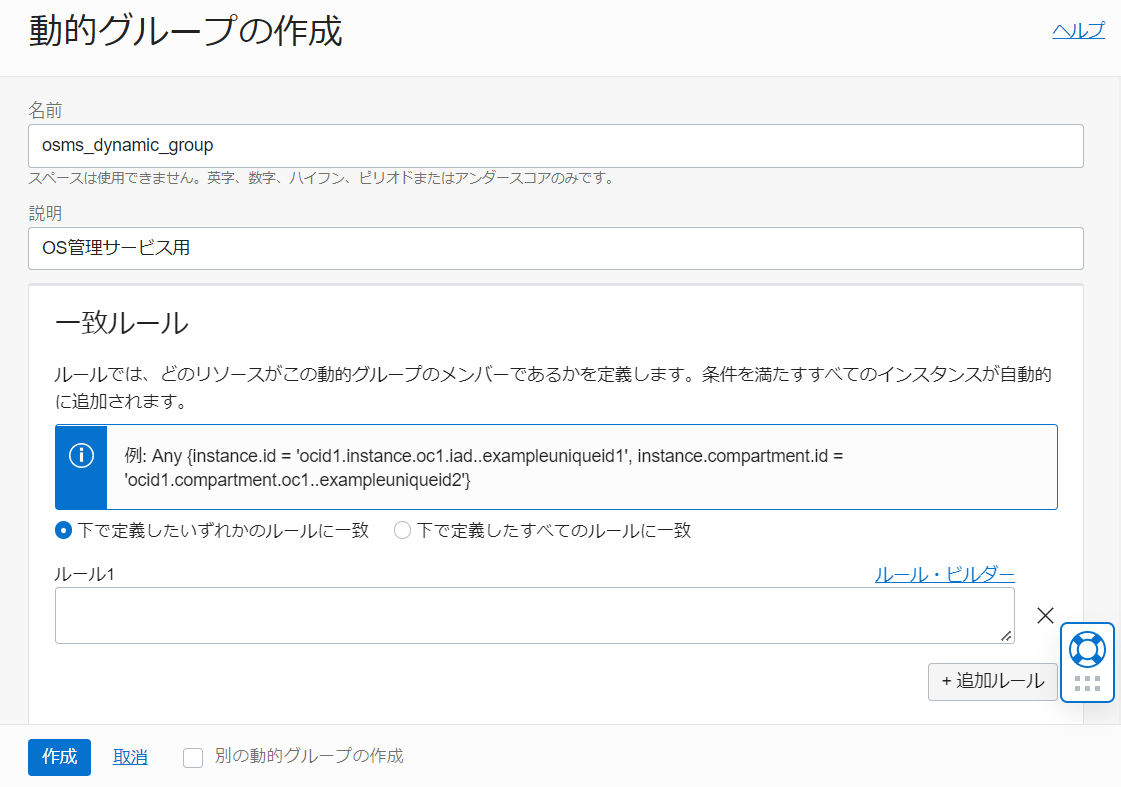 動的グループの作成
ヘルプ
名前
osms_dynamic_group
スペースは使用できません。英字、数字、ハイフン、ピリオドまたはアンダースコアのみです。
説明
OS管理サービス用
一致ルール
ルールでは、どのリソースがこの動的グループのメンバーであるかを定義します。条件を満たすすべてのインスタンスが自動的
に追加されます。
例: Any {instance.id = 'ocid1.instance.oc1.iad..exampleuniqueid1', instance.compartment.id =
'ocid1.compartment.oc1..exampleuniqueid2'}
下で定義したいずれかのルールに一致 下で定義したすべてのルールに一致
ルール1 ルール・ビルダー
+ 追加ルール
作成 取消 別の動的グループの作成